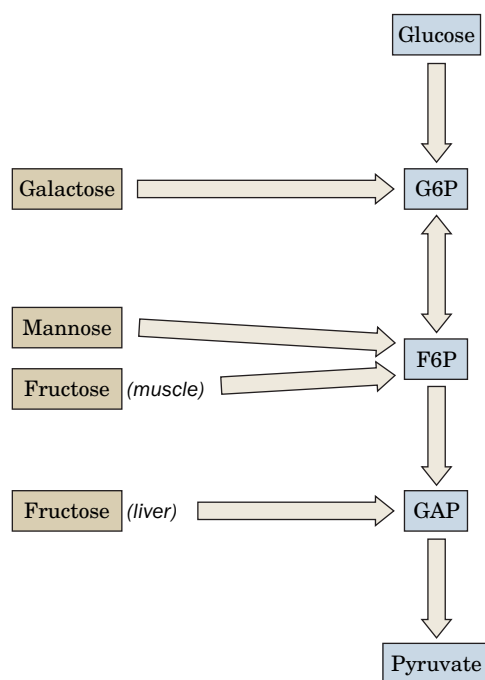 Glucose
Galactose
G6P
Mannose
F6P
Fructose (muscle)
Fructose (liver)
GAP
Pyruvate